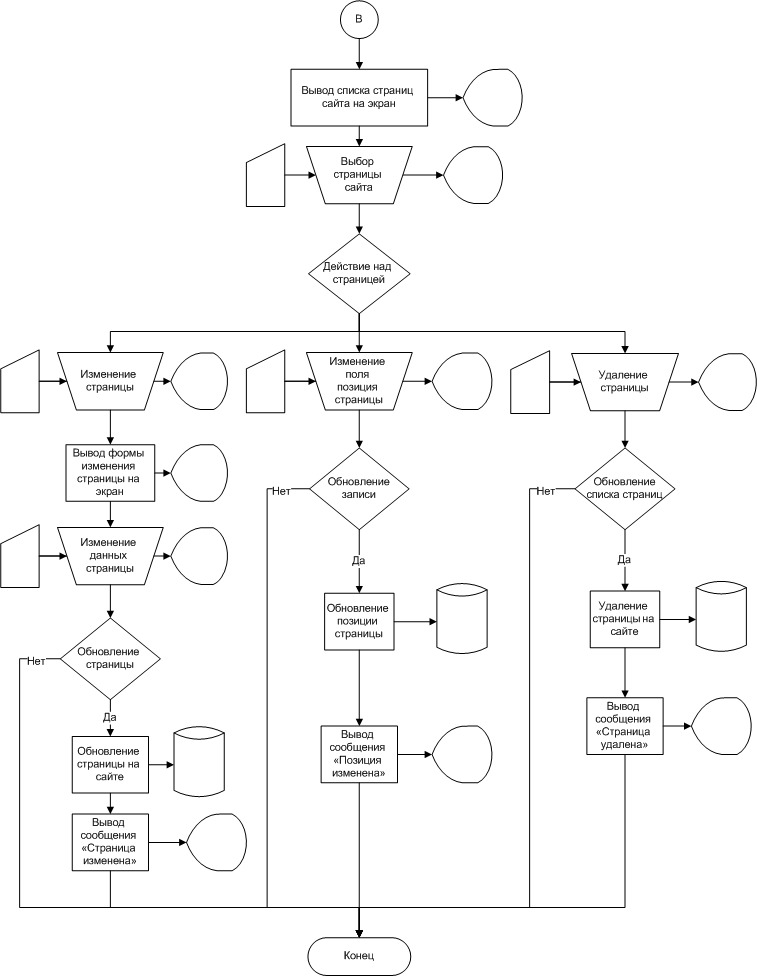 В
Вывод списка страниц
сайта на экран
Выбор
страницы
сайта
Действие над
страницей
Изменение
страницы
Изменение
поля
позиция
страницы
Удаление
страницы
Вывод формы
изменения
страницы на
экран
Нет
Обновление
записи
Нет
Обновление
списка страниц
Изменение
данных
страницы
Да
Да
Обновление
позиции
страницы
Удаление
страницы на
сайте
Нет
Обновление
страницы
Да
Обновление
страницы на
сайте
Вывод
сообщения
«Позиция
изменена»
Вывод
сообщения
«Страница
удалена»
Вывод
сообщения
«Страница
изменена»
Конец